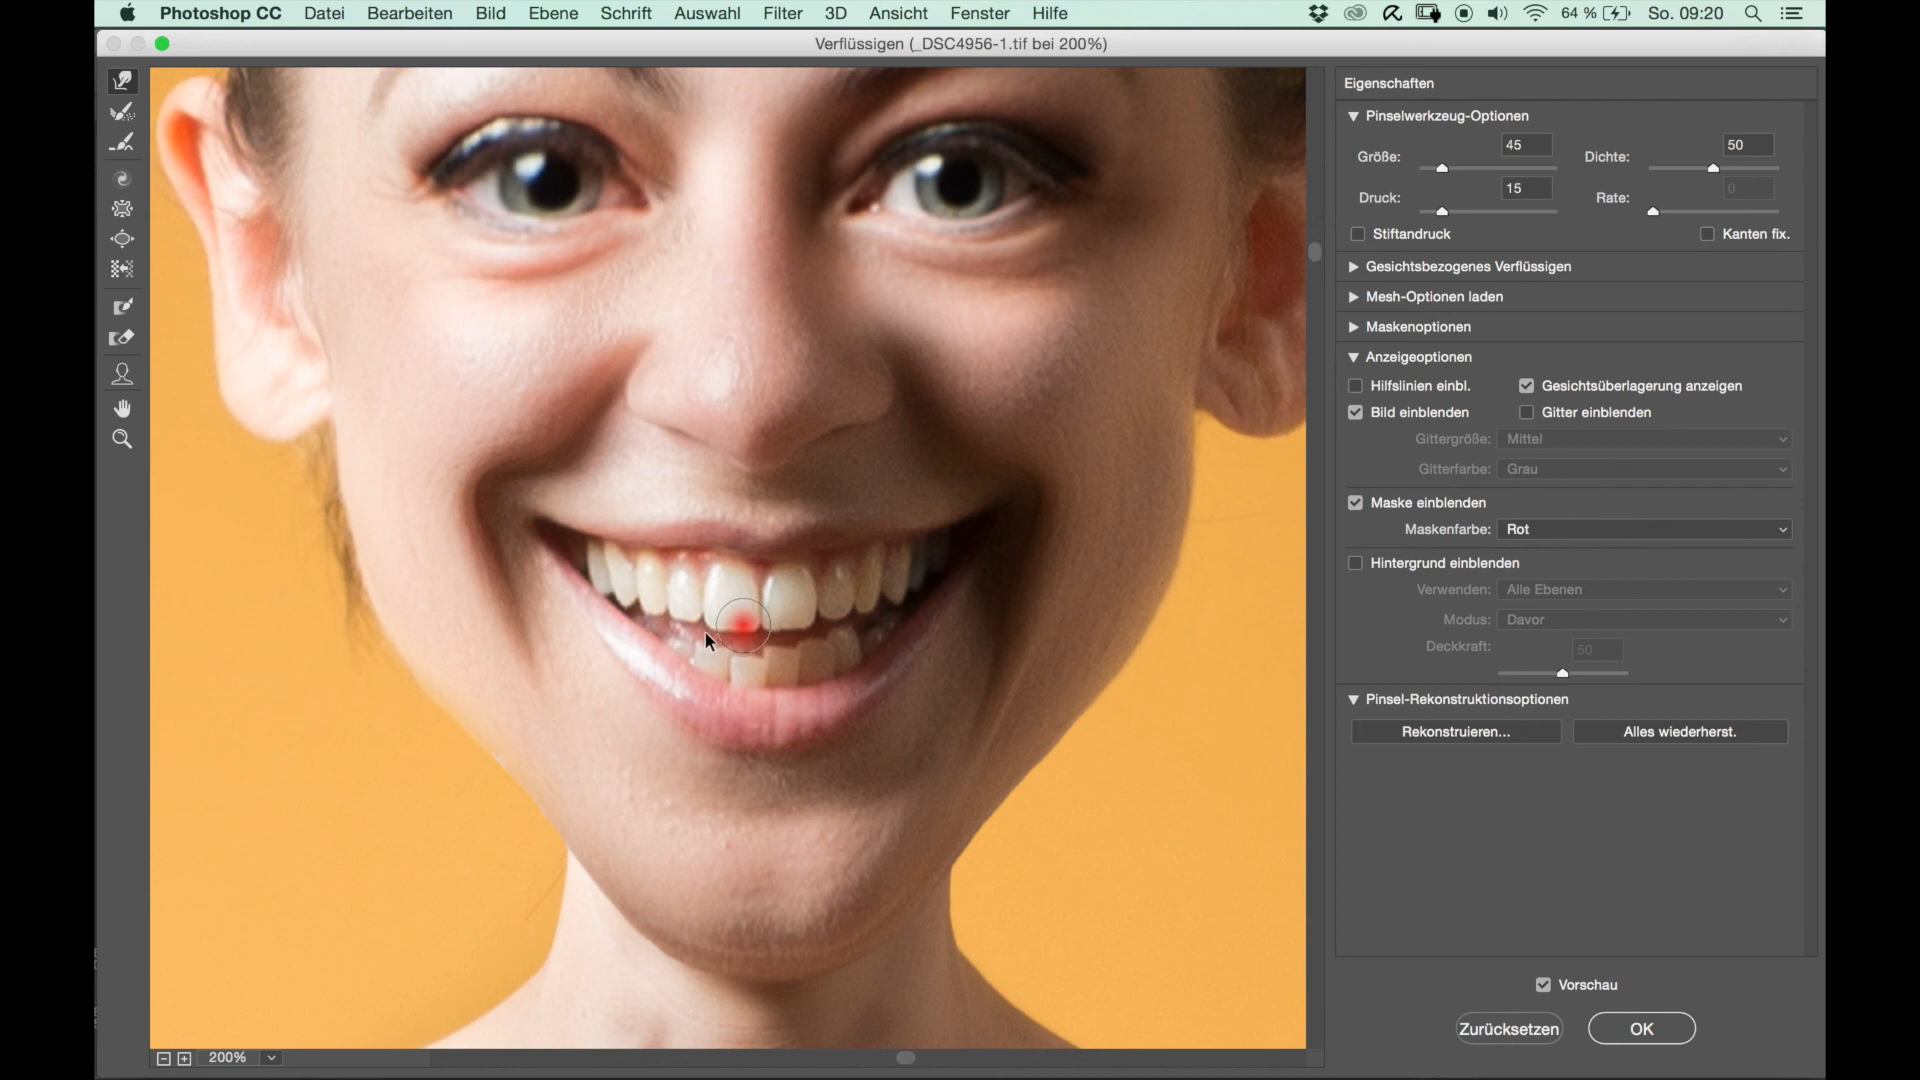 Photoshop CC Datei Bearbeiten Bild Ebene Schrift Auswahl Filter 3D Ansicht Fenster Hilfe 64 % So. 09:20
Verflüssigen (_DSC4956-1.tif bei 200%)
Eigenschaften
Pinselwerkzeug-Optionen
Größe: 45 Dichte: 50
Druck: 15 Rate: 0
Stiftandruck Kanten fix.
Gesichtsbezogenes Verflüssigen
Mesh-Optionen laden
Maskenoptionen
Anzeigeoptionen
Hilfslinien einbl. Gesichtsüberlagerung anzeigen
Bild einblenden Gitter einblenden
Gittergröße: Mittel
Gitterfarbe: Grau
Maske einblenden
Maskenfarbe: Rot
Hintergrund einblenden
Verwenden: Alle Ebenen
Modus: Davor
Deckkraft: 50
Pinsel-Rekonstruktionsoptionen
Rekonstruieren... Alles wiederherst.
Vorschau
Zurücksetzen OK
200%